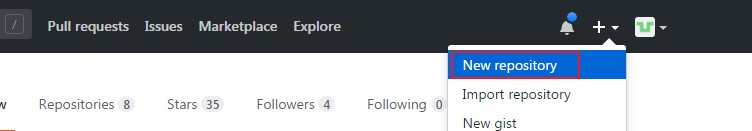 / Pull requests Issues Marketplace Explore
New repository
Repositories 8 Stars 35 Followers 4 Following 0
Import repository
New gist